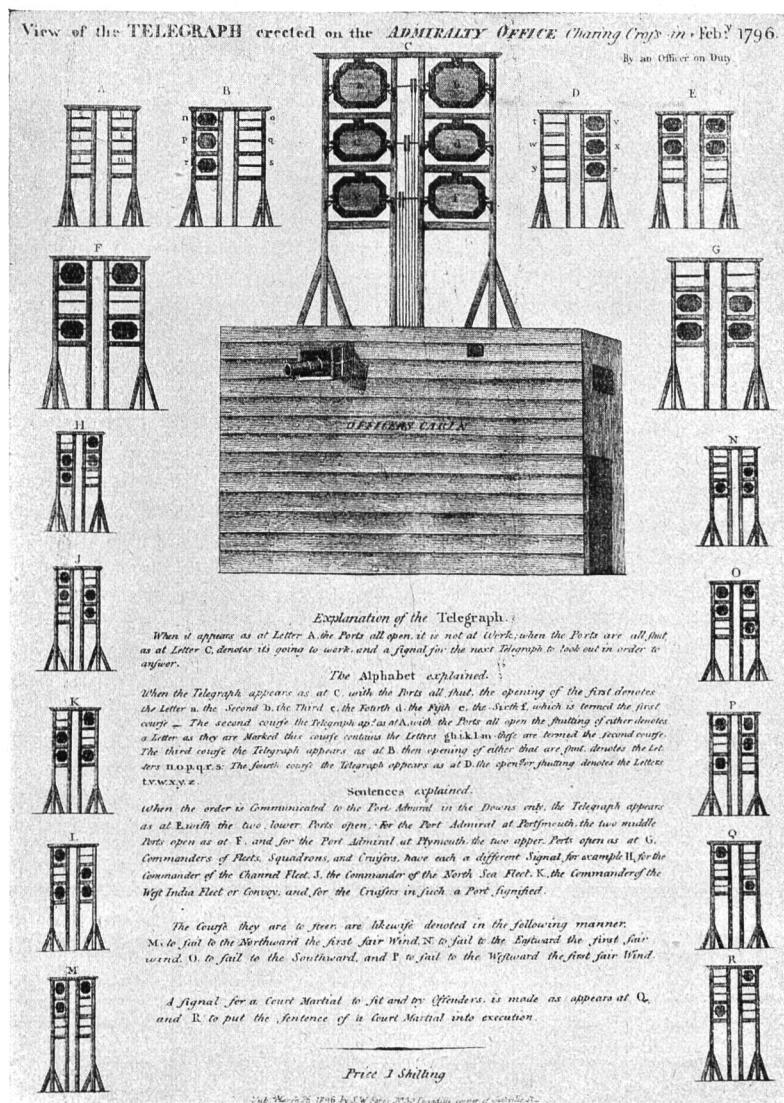 View of the TELEGRAPH erected on the ADMIRALTY OFFICE Charing Croſs in Feb.y 1796.
By an Officer on Duty
A
B
C
D
E
h
k
m
n
o
p
q
r
s
a
b
d
f
t
v
w
x
y
z
F
G
H
N
OFFICERS CABIN
J
O
K
P
L
Q
M
R
Explanation of the Telegraph.
When it appears as at Letter A, the Ports all open, it is not at Work; when the Ports are all ſhut
as at Letter C, denotes it's going to work, and a ſignal for the next Telegraph to look out in order to
anſwer.
The Alphabet explained.
When the Telegraph appears as at C, with the Ports all ſhut, the opening of the firſt denotes
the Letter a, the Second b, the Third c, the Fourth d, the Fifth e, the Sixth f, which is termed the firſt
courſe — The second courſe the Telegraph ap.s as at A, with the Ports all open the ſhutting of either denotes
a Letter as they are Marked this courſe contains the Letters g.h.i.k.l.m theſe are termed the second courſe.
The third courſe the Telegraph appears as at B, then opening of either that are ſhut, denotes the Let-
ters n.o.p.q.r.s: The fourth courſe the Telegraph appears as at D, the open.g or ſhutting denotes the Letters
t.v.w.x.y.z.
Sentences explained.
When the order is Communicated to the Port Admiral in the Downs only, the Telegraph appears
as at E, with the two lower Ports open, For the Port Admiral at Portſmouth, the two middle
Ports open as at F, and for the Port Admiral at Plymouth, the two upper Ports open as at G.
Commanders of Fleets, Squadrons, and Cruiſers, have each a different Signal, for example H, for the
Commander of the Channel Fleet, J, the Commander of the North Sea Fleet, K, the Commander of the
West India Fleet or Convoy, and for the Cruiſers in ſuch a Port ſignified.
The Courſe they are to ſteer, are likewiſe denoted in the following manner.
M, to ſail to the Northward the firſt fair Wind, N, to ſail to the Eastward the firſt fair
wind, O, to ſail to the Southward, and P to ſail to the Westward the firſt fair Wind.
A ſignal for a Court Martial to ſit and try Offenders, is made as appears at Q,
and R to put the ſentence of a Court Martial into execution.
Price 1 Shilling
Pub. March 26 1796 by S.W. corner of